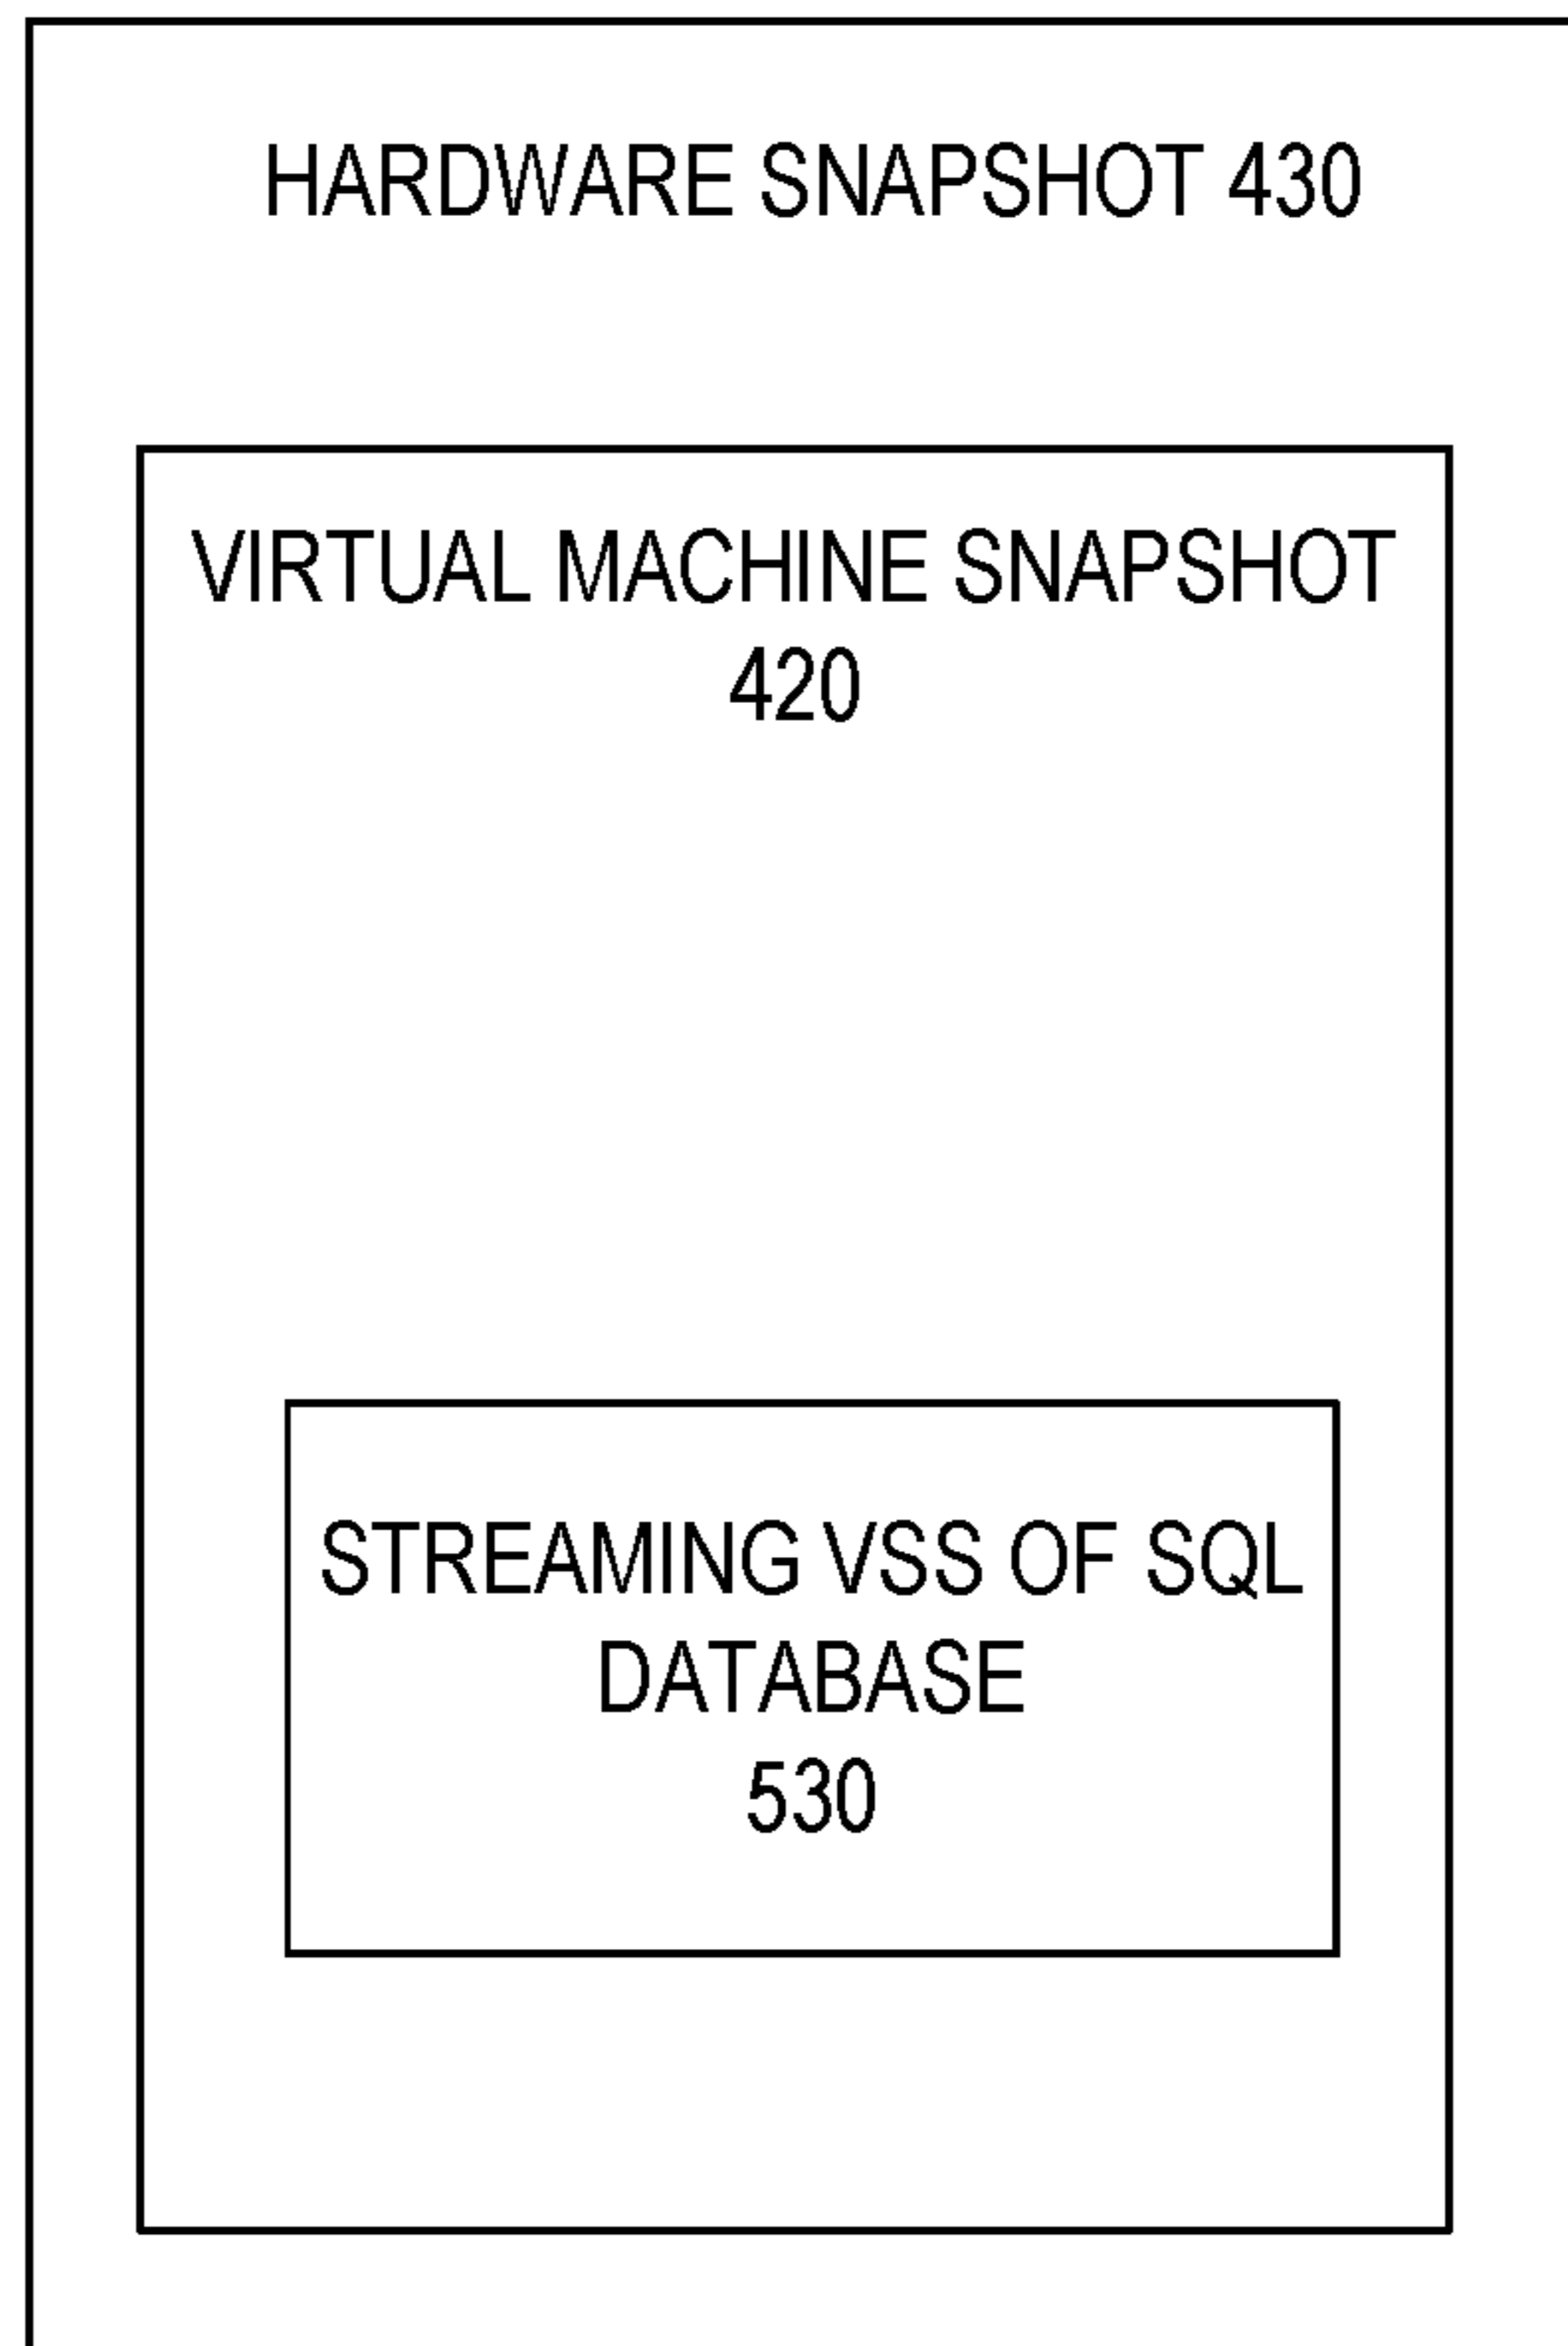 HARDWARE SNAPSHOT 430
VIRTUAL MACHINE SNAPSHOT
420
STREAMING VSS OF SQL
DATABASE
530